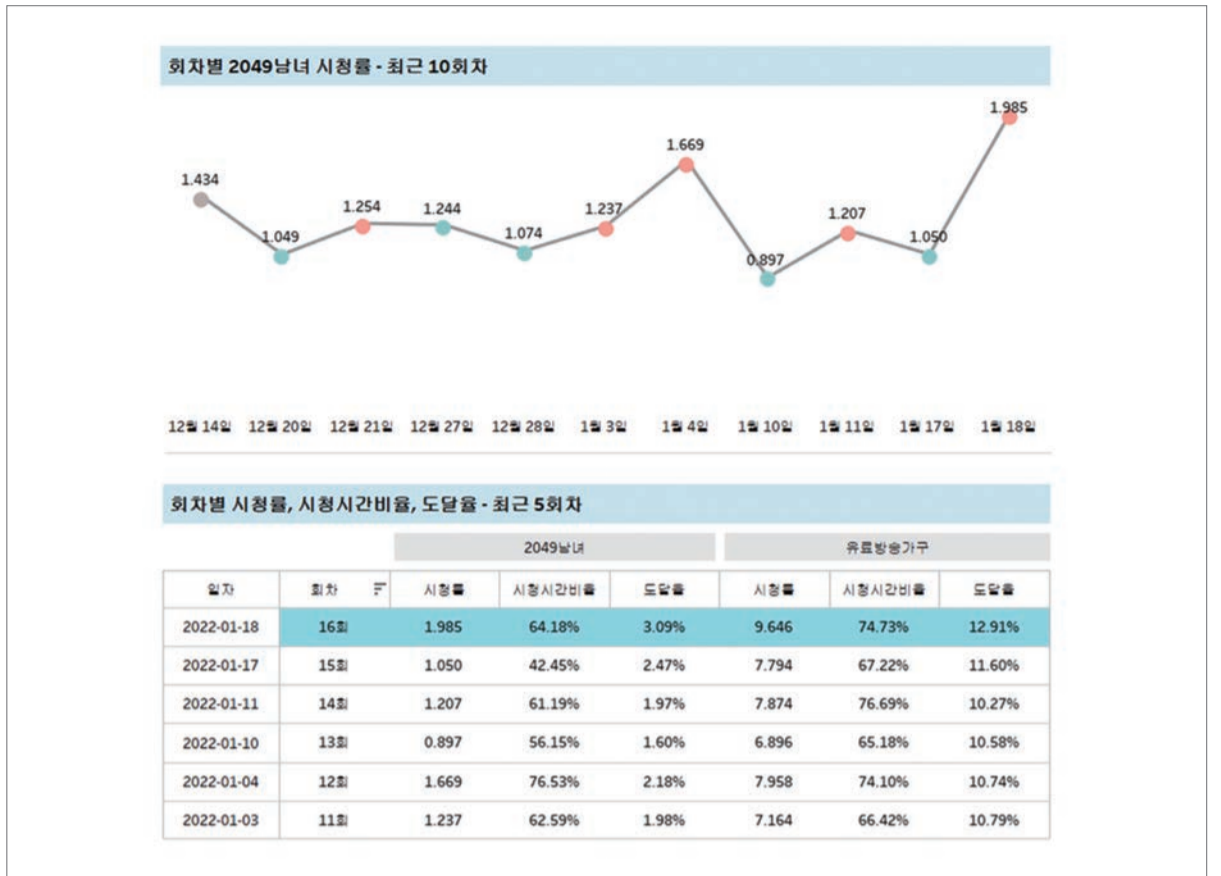 회차별 2049남녀 시청률 - 최근 10회차
1.434
1.049
1.254
1.244
1.074
1.237
1.669
0.897
1.207
1.050
1.985
12월 14일 12월 20일 12월 21일 12월 27일 12월 28일 1월 3일 1월 4일 1월 10일 1월 11일 1월 17일 1월 18일
회차별 시청률, 시청시간비율, 도달율 - 최근 5회차
2049남녀 유료방송가구
일자 회차 시청률 시청시간비율 도달율 시청률 시청시간비율 도달율
2022-01-18 16회 1.985 64.18% 3.09% 9.646 74.73% 12.91%
2022-01-17 15회 1.050 42.45% 2.47% 7.794 67.22% 11.60%
2022-01-11 14회 1.207 61.19% 1.97% 7.874 76.69% 10.27%
2022-01-10 13회 0.897 56.15% 1.60% 6.896 65.18% 10.58%
2022-01-04 12회 1.669 76.53% 2.18% 7.958 74.10% 10.74%
2022-01-03 11회 1.237 62.59% 1.98% 7.164 66.42% 10.79%